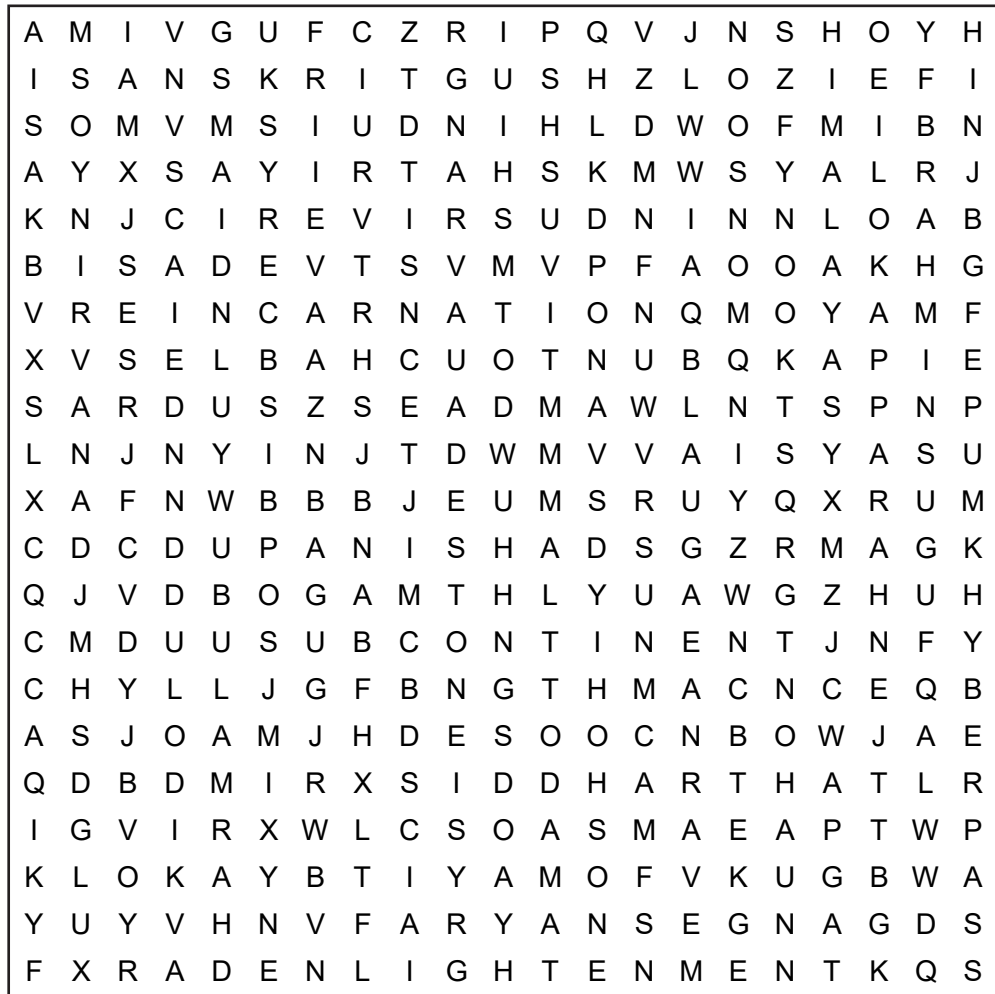 A M I V G U F C Z R I P Q V J N S H O Y H
I S A N S K R I T G U S H Z L O Z I E F I
S O M V M S I U D N I H L D W O F M I B N
A Y X S A Y I R T A H S K M W S Y A L R J
K N J C I R E V I R S U D N I N N L O A B
B I S A D E V T S V M V P F A O O A K H G
V R E I N C A R N A T I O N Q M O Y A M F
X V S E L B A H C U O T N U B Q K A P I E
S A R D U S Z S E A D M A W L N T S P N P
L N J N Y I N J T D W M V V A I S Y A S U
X A F N W B B B J E U M S R U Y Q X R U M
C D C D U P A N I S H A D S G Z R M A G K
Q J V D B O G A M T H L Y U A W G Z H U H
C M D U U S U B C O N T I N E N T J N F Y
C H Y L L J G F B N G T H M A C N C E Q B
A S J O A M J H D E S O O C N B O W J A E
Q D B D M I R X S I D D H A R T H A T L R
I G V I R X W L C S O A S M A E A P T W P
K L O K A Y B T I Y A M O F V K U G B W A
Y U Y V H N V F A R Y A N S E G N A G D S
F X R A D E N L I G H T E N M E N T K Q S